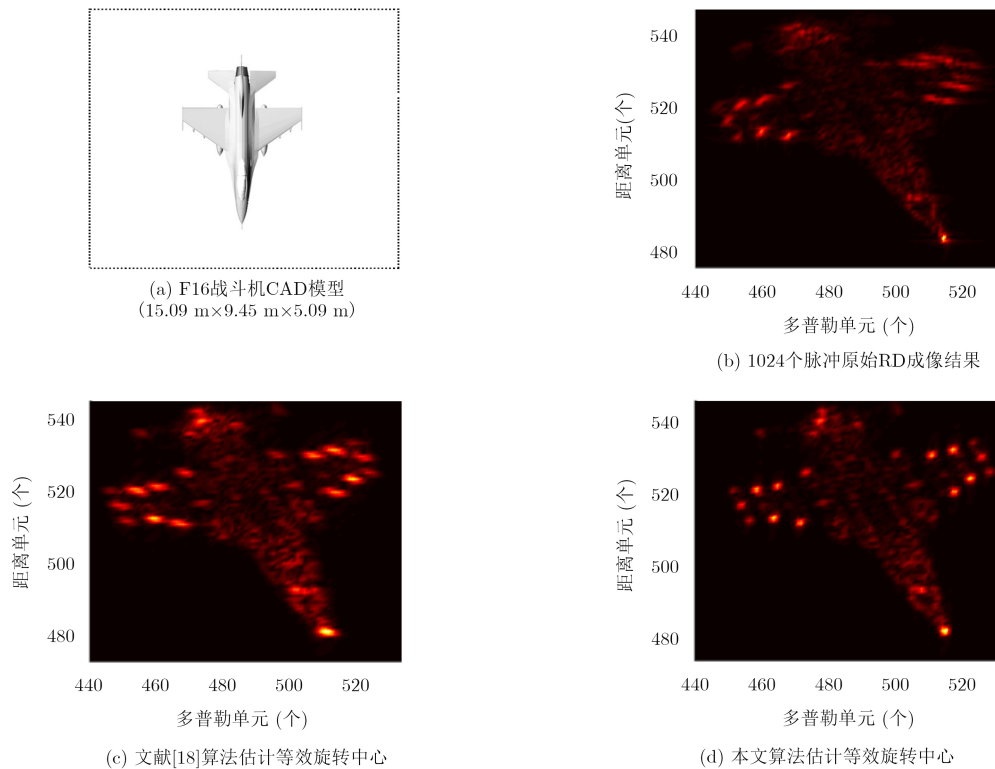 (a) F16战斗机CAD模型
(15.09 m×9.45 m×5.09 m)
距离单元(个)
540
520
500
480
440
460
480
500
520
多普勒单元 (个)
(b) 1024个脉冲原始RD成像结果
距离单元 (个)
540
520
500
480
440
460
480
500
520
多普勒单元 (个)
(c) 文献[18]算法估计等效旋转中心
距离单元 (个)
540
520
500
480
440
460
480
500
520
多普勒单元 (个)
(d) 本文算法估计等效旋转中心